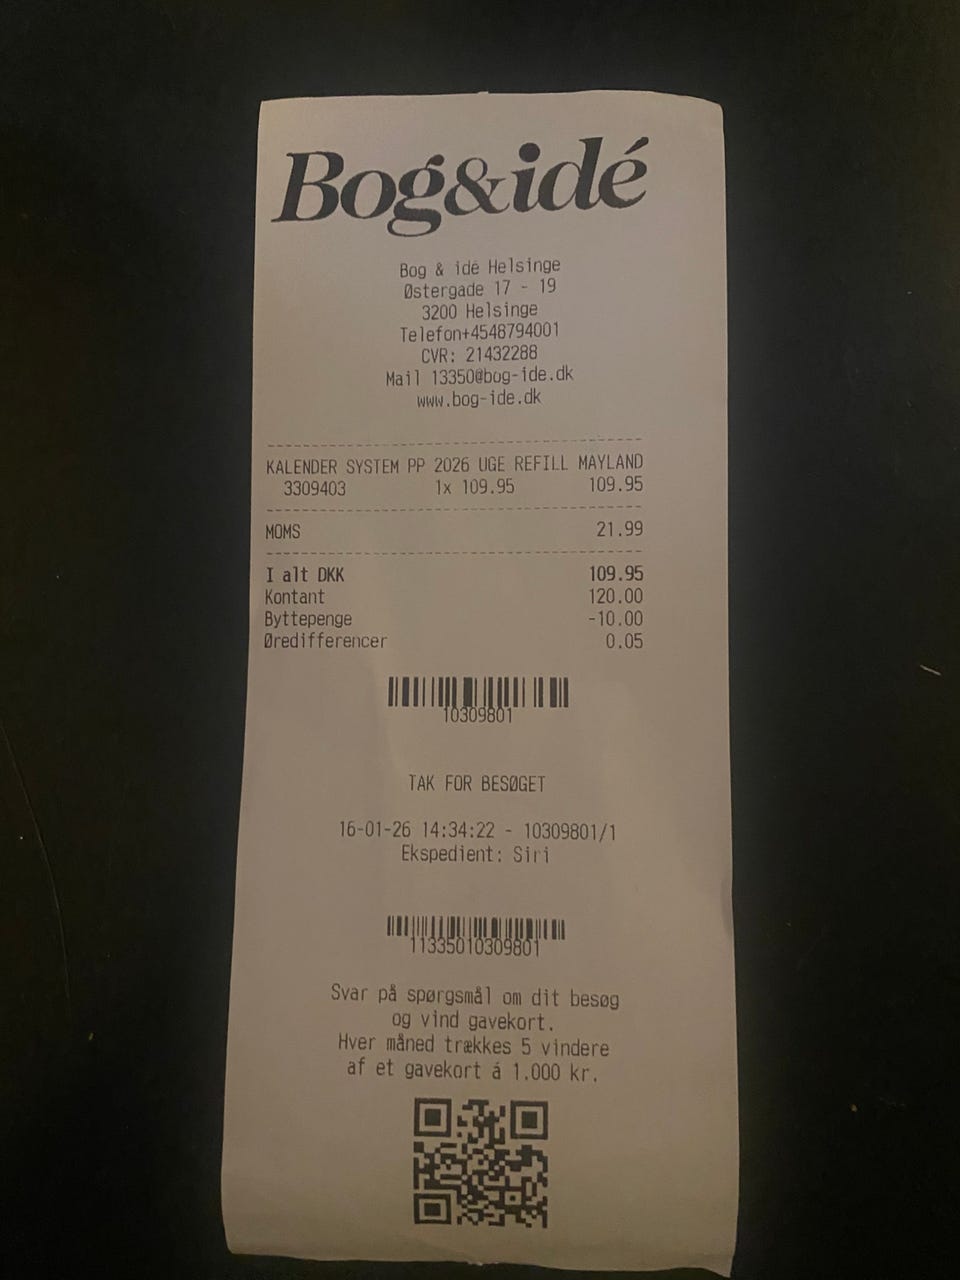 Bog&idé
Bog & idé Helsinge
Østergade 17 - 19
3200 Helsinge
Telefon+4548794001
CVR: 21432288
Mail 13350@bog-ide.dk
www.bog-ide.dk
KALENDER SYSTEM PP 2026 UGE REFILL MAYLAND
3309403 1x 109.95 109.95
MOMS 21.99
I alt DKK 109.95
Kontant 120.00
Byttepenge -10.00
Øredifferencer 0.05
10309801
TAK FOR BESØGET
16-01-26 14:34:22 - 10309801/1
Ekspedient: Siri
11335010309801
Svar på spørgsmål om dit besøg
og vind gavekort.
Hver måned trækkes 5 vindere
af et gavekort á 1.000 kr.